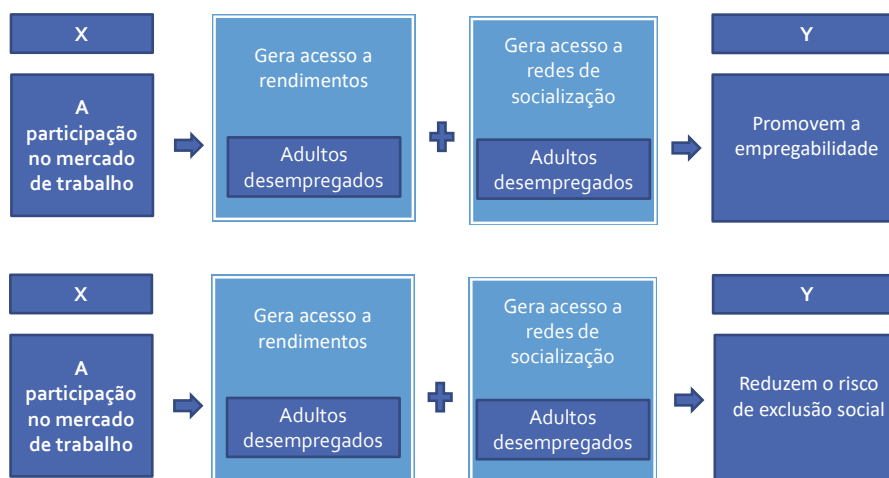 X
A
participação
no mercado
de trabalho
Gera acesso a
rendimentos
Adultos
desempregados
Gera acesso a
redes de
socialização
Adultos
desempregados
Y
Promovem a
empregabilidade
X
A
participação
no mercado
de trabalho
Gera acesso a
rendimentos
Adultos
desempregados
Gera acesso a
redes de
socialização
Adultos
desempregados
Y
Reduzem o risco
de exclusão social